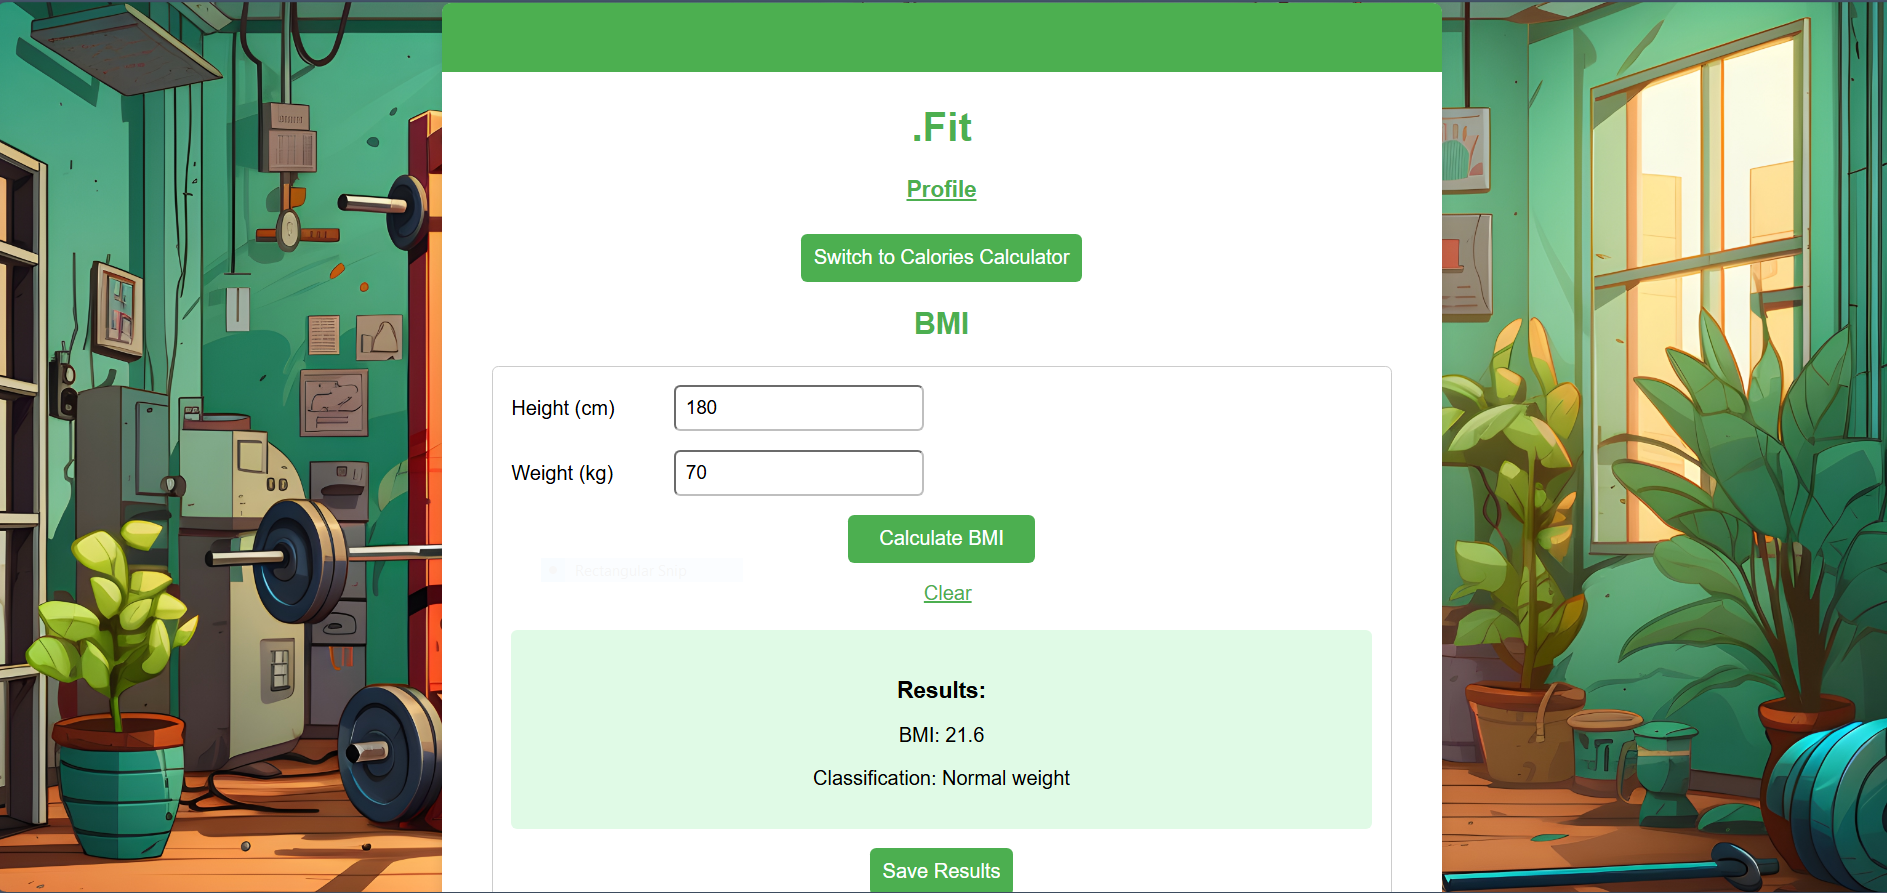 .Fit
Profile
Switch to Calories Calculator
BMI
Height (cm)
180
Weight (kg)
70
Calculate BMI
Rectangular Snip
Clear
Results:
BMI: 21.6
Classification: Normal weight
Save Results